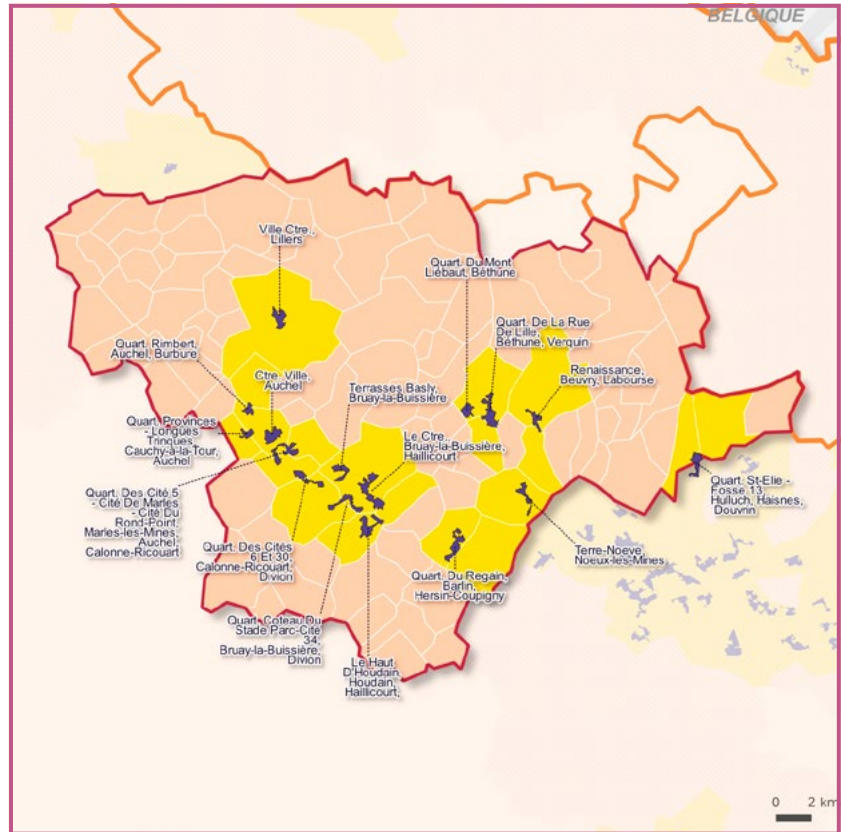 BELGIQUE
Ville Ctre.,
Lillers
Quart. Du Mont
Liébaut, Béthune
Quart. De La Rue
De Lille,
Béthune, Verquin
Quart. Rimbert,
Auchel, Burbure,
Ctre. Ville,
Auchel
Terrasses Basly,
Bruay-la-Buissière
Renaissance,
Beuvry, Labourse
Quart. Provinces
- Longues
Trinques
Cauchy-à-la-Tour,
Auchel
Le Ctre.,
Bruay-la-Buissière,
Haillicourt
Quart. St-Elie -
Fosse 13,
Hulluch, Haisnes,
Douvrin
Quart. Des Cité 5
- Cité De Marles
- Cité Du
Rond-Point,
Marles-les-Mines,
Auchel,
Calonne-Ricouart
Quart. Des Cités
6 Et 30,
Calonne-Ricouart,
Divion
Terre-Noeve,
Noeux-les-Mines
Quart. Du Regain,
Barlin,
Hersin-Coupigny
Quart. Coteau Du
Stade Parc-Cité
34,
Bruay-la-Buissière,
Divion
Le Haut
D'Houdain,
Houdain,
Haillicourt,
0 2 km